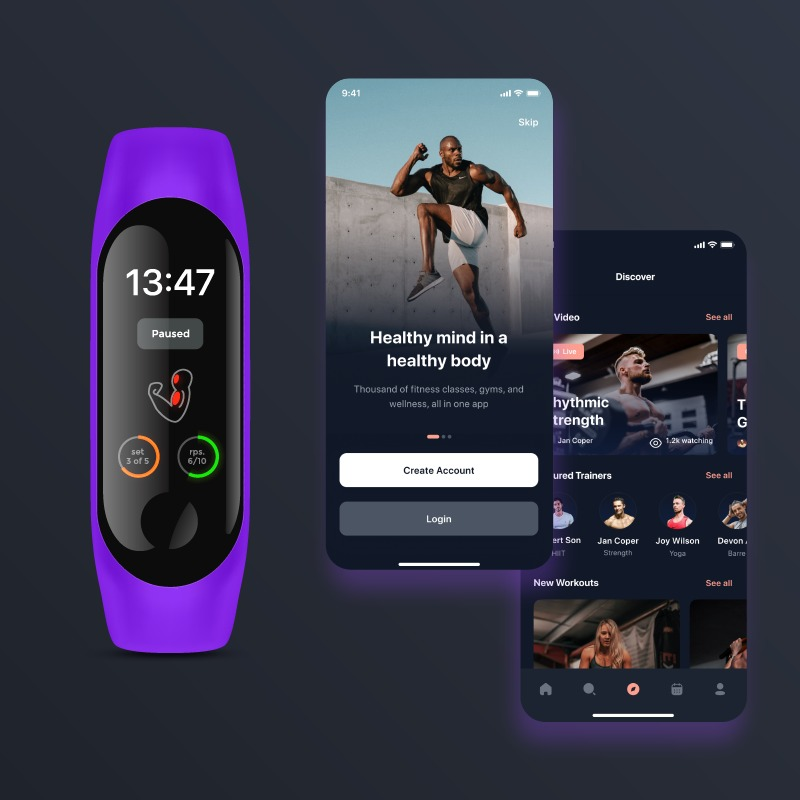 13:47
Paused
set
3 of 5
rps.
6/10
9:41
Skip
Healthy mind in a
healthy body
Thousand of fitness classes, gyms, and
wellness, all in one app
Create Account
Login
Discover
Video
See all
Live
hythmic
trength
Jan Coper
1.2k watching
T
G
ured Trainers
See all
ert Son
HIIT
Jan Coper
Strength
Joy Wilson
Yoga
Devon
Barre
New Workouts
See all